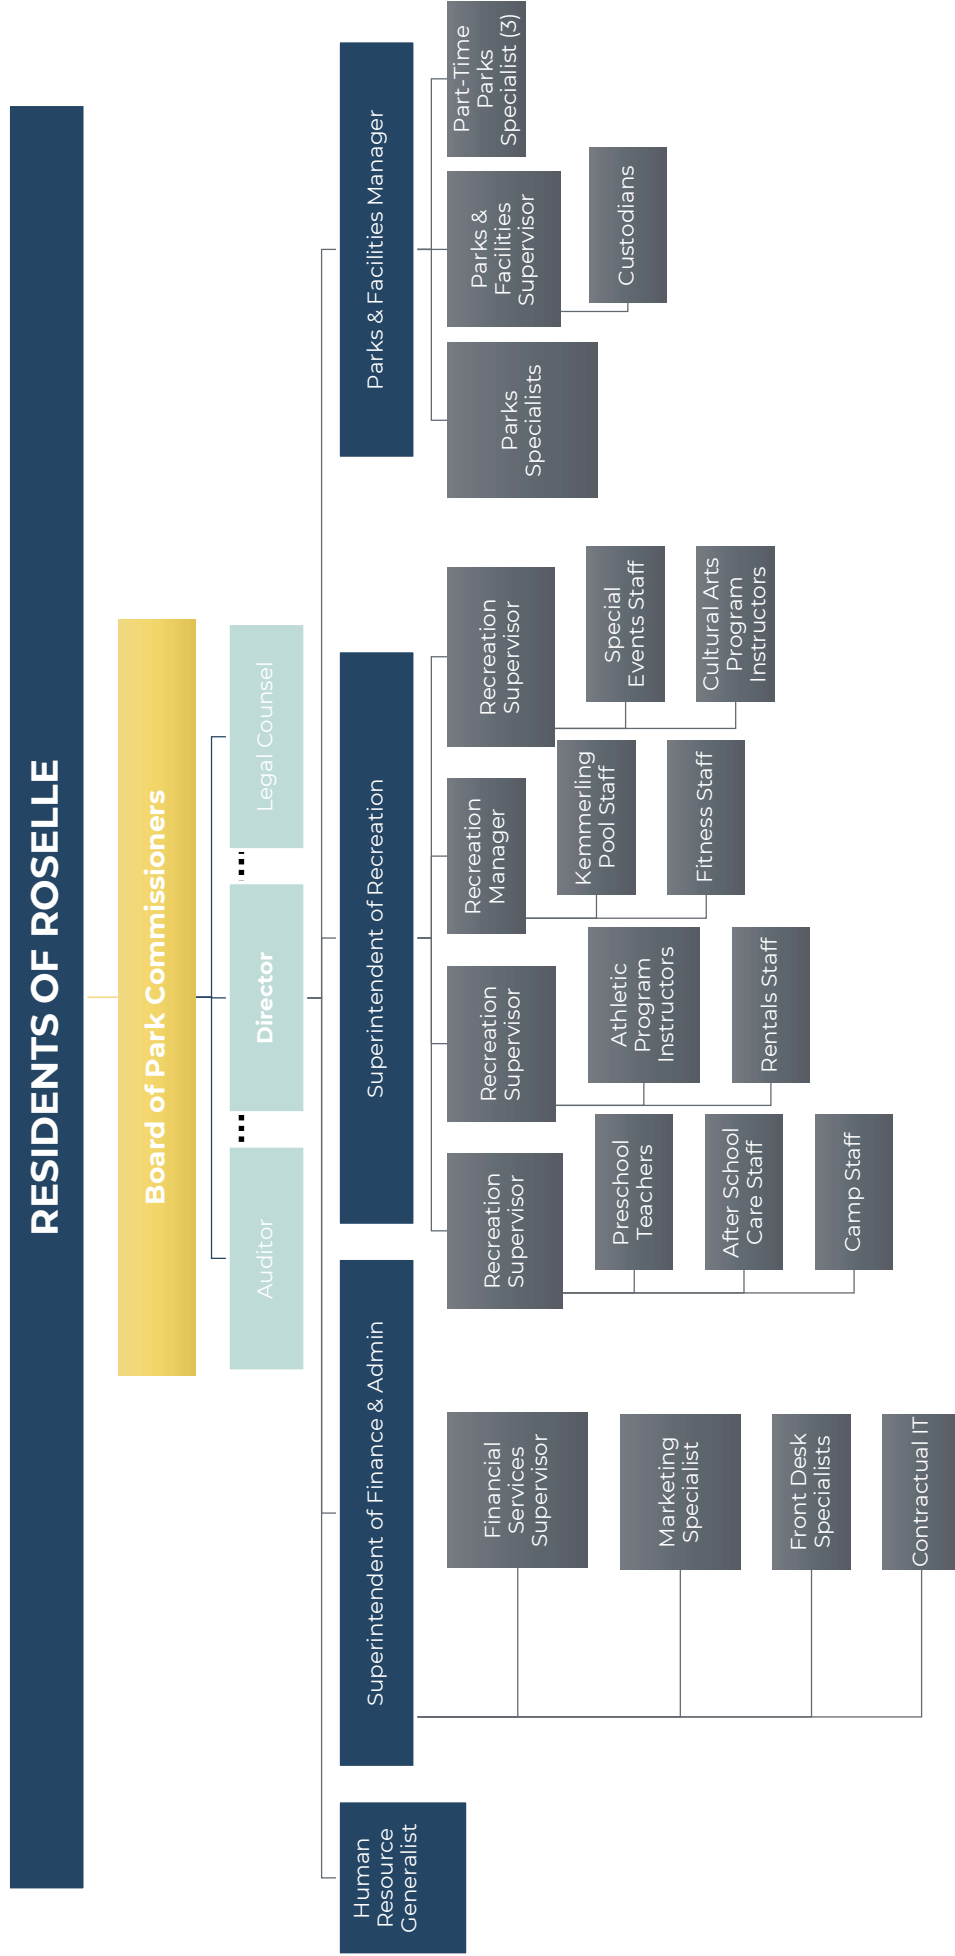 RESIDENTS OF ROSELLE
Board of Park Commissioners
Auditor
Director
Legal Counsel
Human
Resource
Generalist
Superintendent of Finance & Admin
Financial
Services
Supervisor
Marketing
Specialist
Front Desk
Specialists
Contractual IT
Superintendent of Recreation
Recreation
Supervisor
Preschool
Teachers
After School
Care Staff
Camp Staff
Recreation
Supervisor
Athletic
Program
Instructors
Rentals Staff
Recreation
Manager
Kemmerling
Pool Staff
Fitness Staff
Recreation
Supervisor
Special
Events Staff
Cultural Arts
Program
Instructors
Parks & Facilities Manager
Parks
Specialists
Parks &
Facilities
Supervisor
Custodians
Part-Time
Parks
Specialist (3)